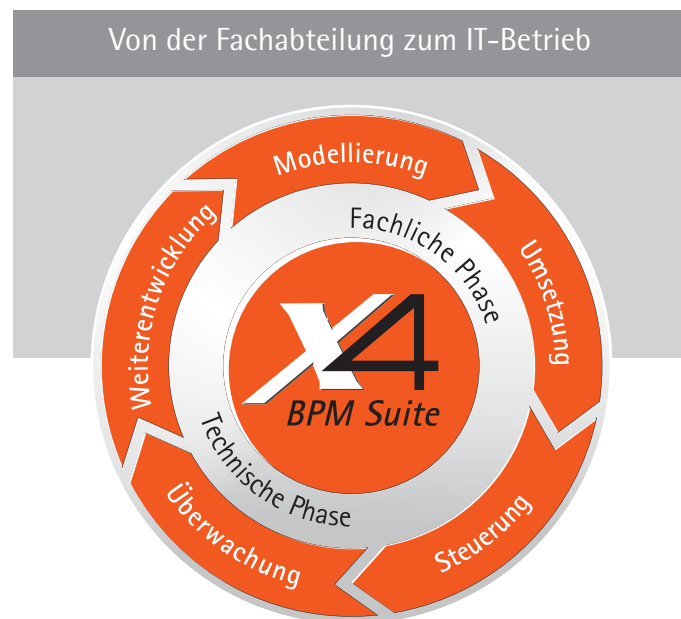 Von der Fachabteilung zum IT-Betrieb
Modellierung
Umsetzung
Steuerung
Überwachung
Weiterentwicklung
Fachliche Phase
Technische Phase
X4
BPM Suite